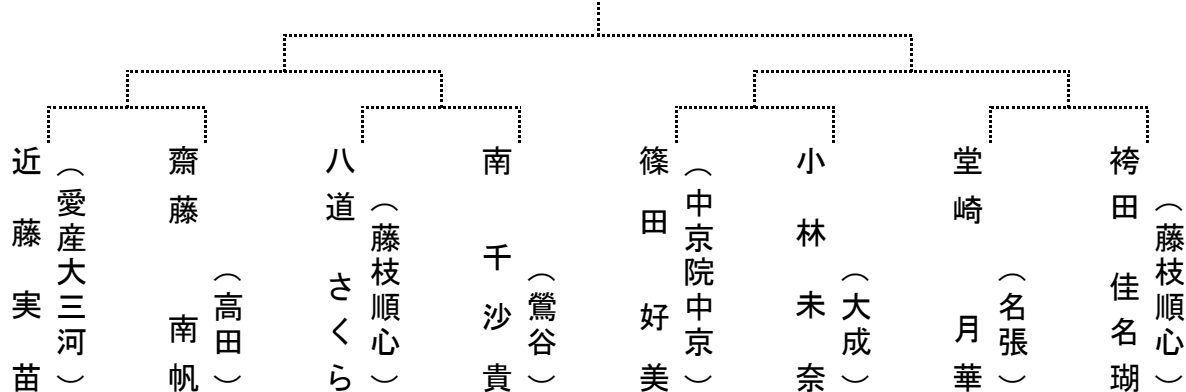 近藤実苗
（愛産大三河）
齋藤南帆
（高田）
八道さくら
（藤枝順心）
南千沙貴
（鶯谷）
篠田好美
（中京院中京）
小林未奈
（大成）
堂崎月華
（名張）
袴田佳名瑚
（藤枝順心）